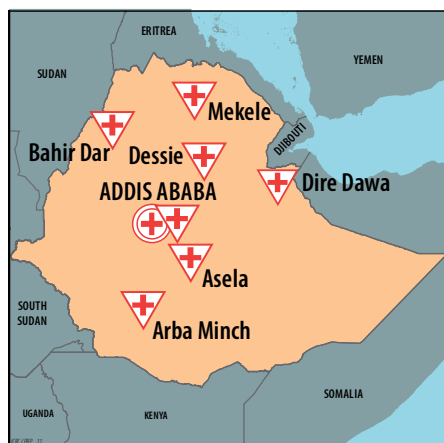 ERITREA
SUDAN
YEMEN
Mekele
DJIBOUTI
Bahir Dar
Dessie
Dire Dawa
ADDIS ABABA
Asela
SOUTH
SUDAN
Arba Minch
SOMALIA
UGANDA
KENYA